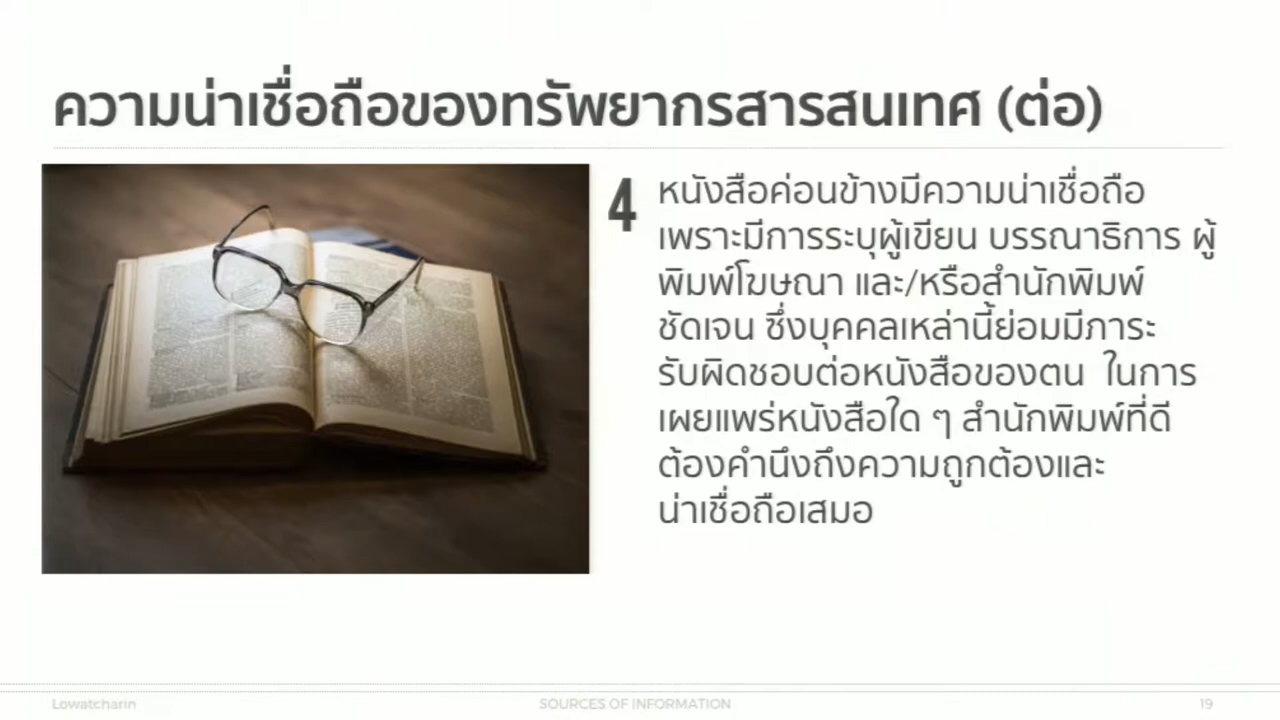 ความน่าเชื่อถือของทรัพยากรสารสนเทศ (ต่อ)
4
หนังสือค่อนข้างมีความน่าเชื่อถือ
เพราะมีการระบุผู้เขียน บรรณาธิการ ผู้
พิมพ์โฆษณา และ/หรือสำนักพิมพ์
ชัดเจน ซึ่งบุคคลเหล่านี้ย่อมมีภาระ
รับผิดชอบต่อหนังสือของตน  ในการ
เผยแพร่หนังสือใด ๆ สำนักพิมพ์ที่ดี
ต้องคำนึงถึงความถูกต้องและ
น่าเชื่อถือเสมอ
Lowatcharin
SOURCES OF INFORMATION
19